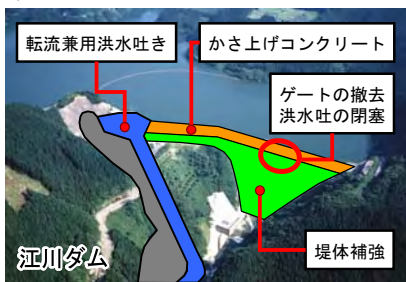 転流兼用洪水吐き
かさ上げコンクリート
ゲートの撤去
洪水吐の閉塞
堤体補強
江川ダム